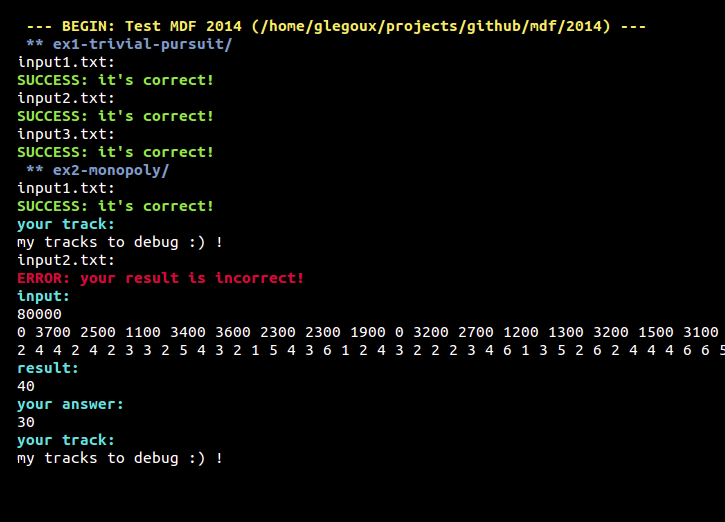 --- BEGIN: Test MDF 2014 (/home/glegoux/projects/github/mdf/2014) ---
** ex1-trivial-pursuit/
input1.txt:
SUCCESS: it's correct!
input2.txt:
SUCCESS: it's correct!
input3.txt:
SUCCESS: it's correct!
** ex2-monopoly/
input1.txt:
SUCCESS: it's correct!
your track:
my tracks to debug :) !
input2.txt:
ERROR: your result is incorrect!
input:
80000
0 3700 2500 1100 3400 3600 2300 2300 1900 0 3200 2700 1200 1300 3200 1500 3100
2 4 4 2 4 2 3 3 2 5 4 3 2 1 5 4 3 6 1 2 4 3 2 2 2 3 4 6 1 3 5 2 6 2 4 4 4 6 6 5
result:
40
your answer:
30
your track:
my tracks to debug :) !